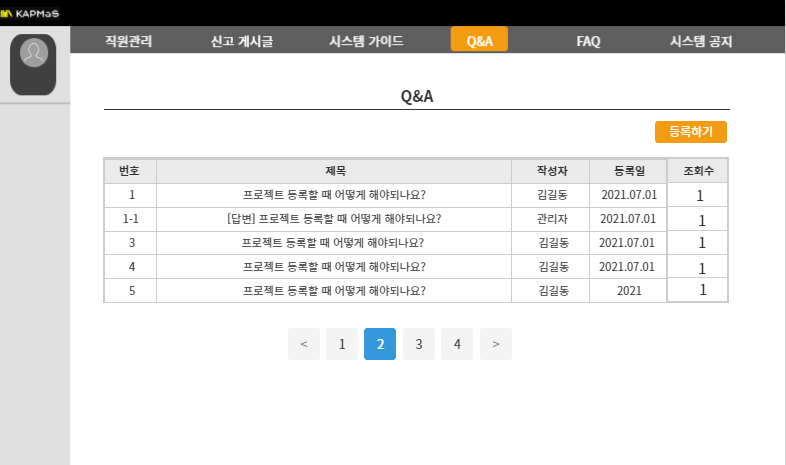 KAPMaS
직원관리 신고 게시글 시스템 가이드 Q&A FAQ 시스템 공지
Q&A
등록하기
번호 제목 작성자 등록일 조회수
1 프로젝트 등록할 때 어떻게 해야되나요? 김길동 2021.07.01 1
1-1 [답변] 프로젝트 등록할 때 어떻게 해야되나요? 관리자 2021.07.01 1
3 프로젝트 등록할 때 어떻게 해야되나요? 김길동 2021.07.01 1
4 프로젝트 등록할 때 어떻게 해야되나요? 김길동 2021.07.01 1
5 프로젝트 등록할 때 어떻게 해야되나요? 김길동 2021 1
< 1 2 3 4 >